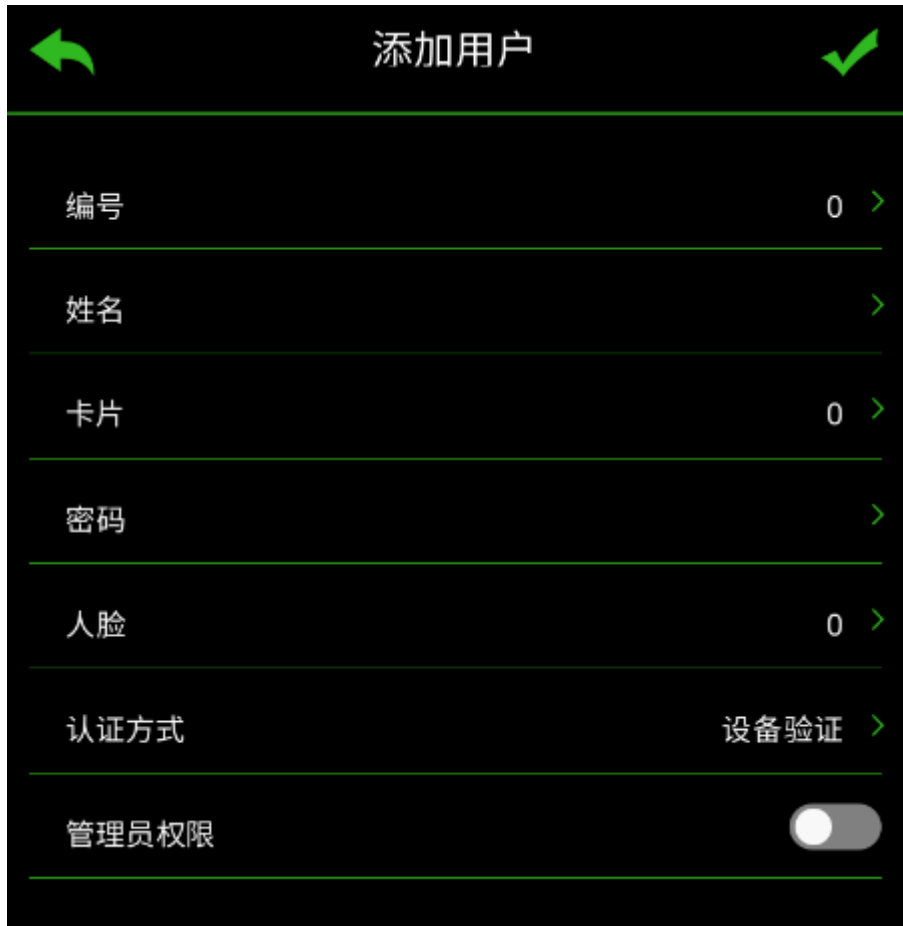 添加用户
编号 0
姓名
卡片 0
密码
人脸 0
认证方式 设备验证
管理员权限